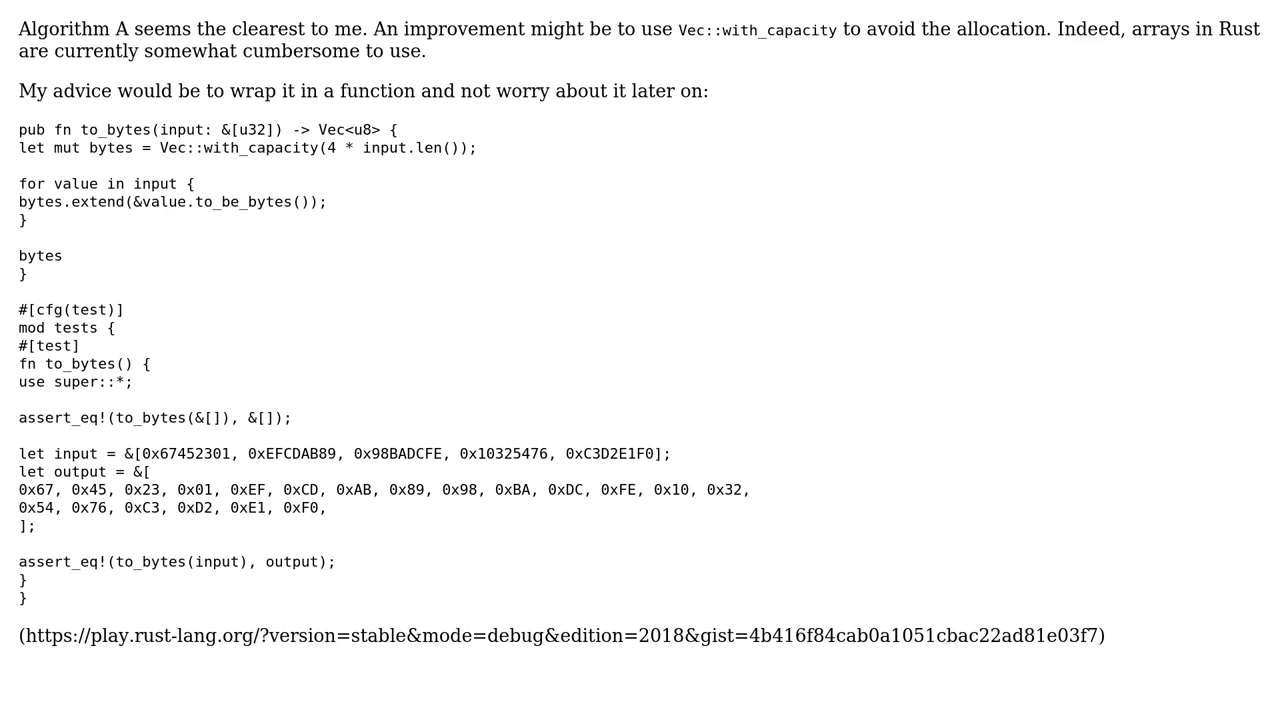 Algorithm A seems the clearest to me. An improvement might be to use Vec::with_capacity to avoid the allocation. Indeed, arrays in Rust
are currently somewhat cumbersome to use.
My advice would be to wrap it in a function and not worry about it later on:
pub fn to_bytes(input: &[u32]) -> Vec<u8> {
let mut bytes = Vec::with_capacity(4 * input.len());
for value in input {
bytes.extend(&value.to_be_bytes());
}
bytes
}
#[cfg(test)]
mod tests {
#[test]
fn to_bytes() {
use super::*;
assert_eq!(to_bytes(&[]), &[]);
let input = &[0x67452301, 0xEFCDAB89, 0x98BADCFE, 0x10325476, 0xC3D2E1F0];
let output = &[
0x67, 0x45, 0x23, 0x01, 0xEF, 0xCD, 0xAB, 0x89, 0x98, 0xBA, 0xDC, 0xFE, 0x10, 0x32,
0x54, 0x76, 0xC3, 0xD2, 0xE1, 0xF0,
];
assert_eq!(to_bytes(input), output);
}
}
(https://play.rust-lang.org/?version=stable&mode=debug&edition=2018&gist=4b416f84cab0a1051cbac22ad81e03f7)